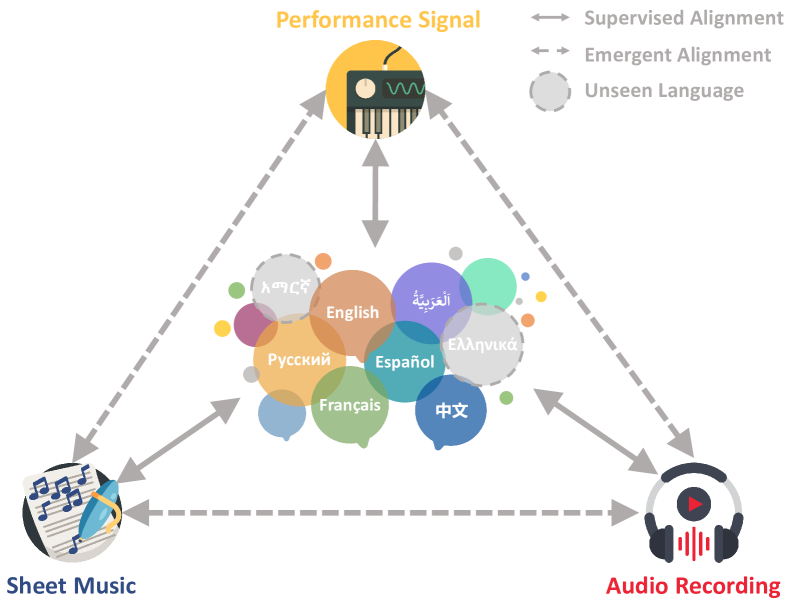 Performance Signal
Supervised Alignment
Emergent Alignment
Unseen Language
አማርኛ
English
اَلْعَرَبِيَّةُ
Русский
Español
Ελληνικά
Français
中文
Sheet Music
Audio Recording